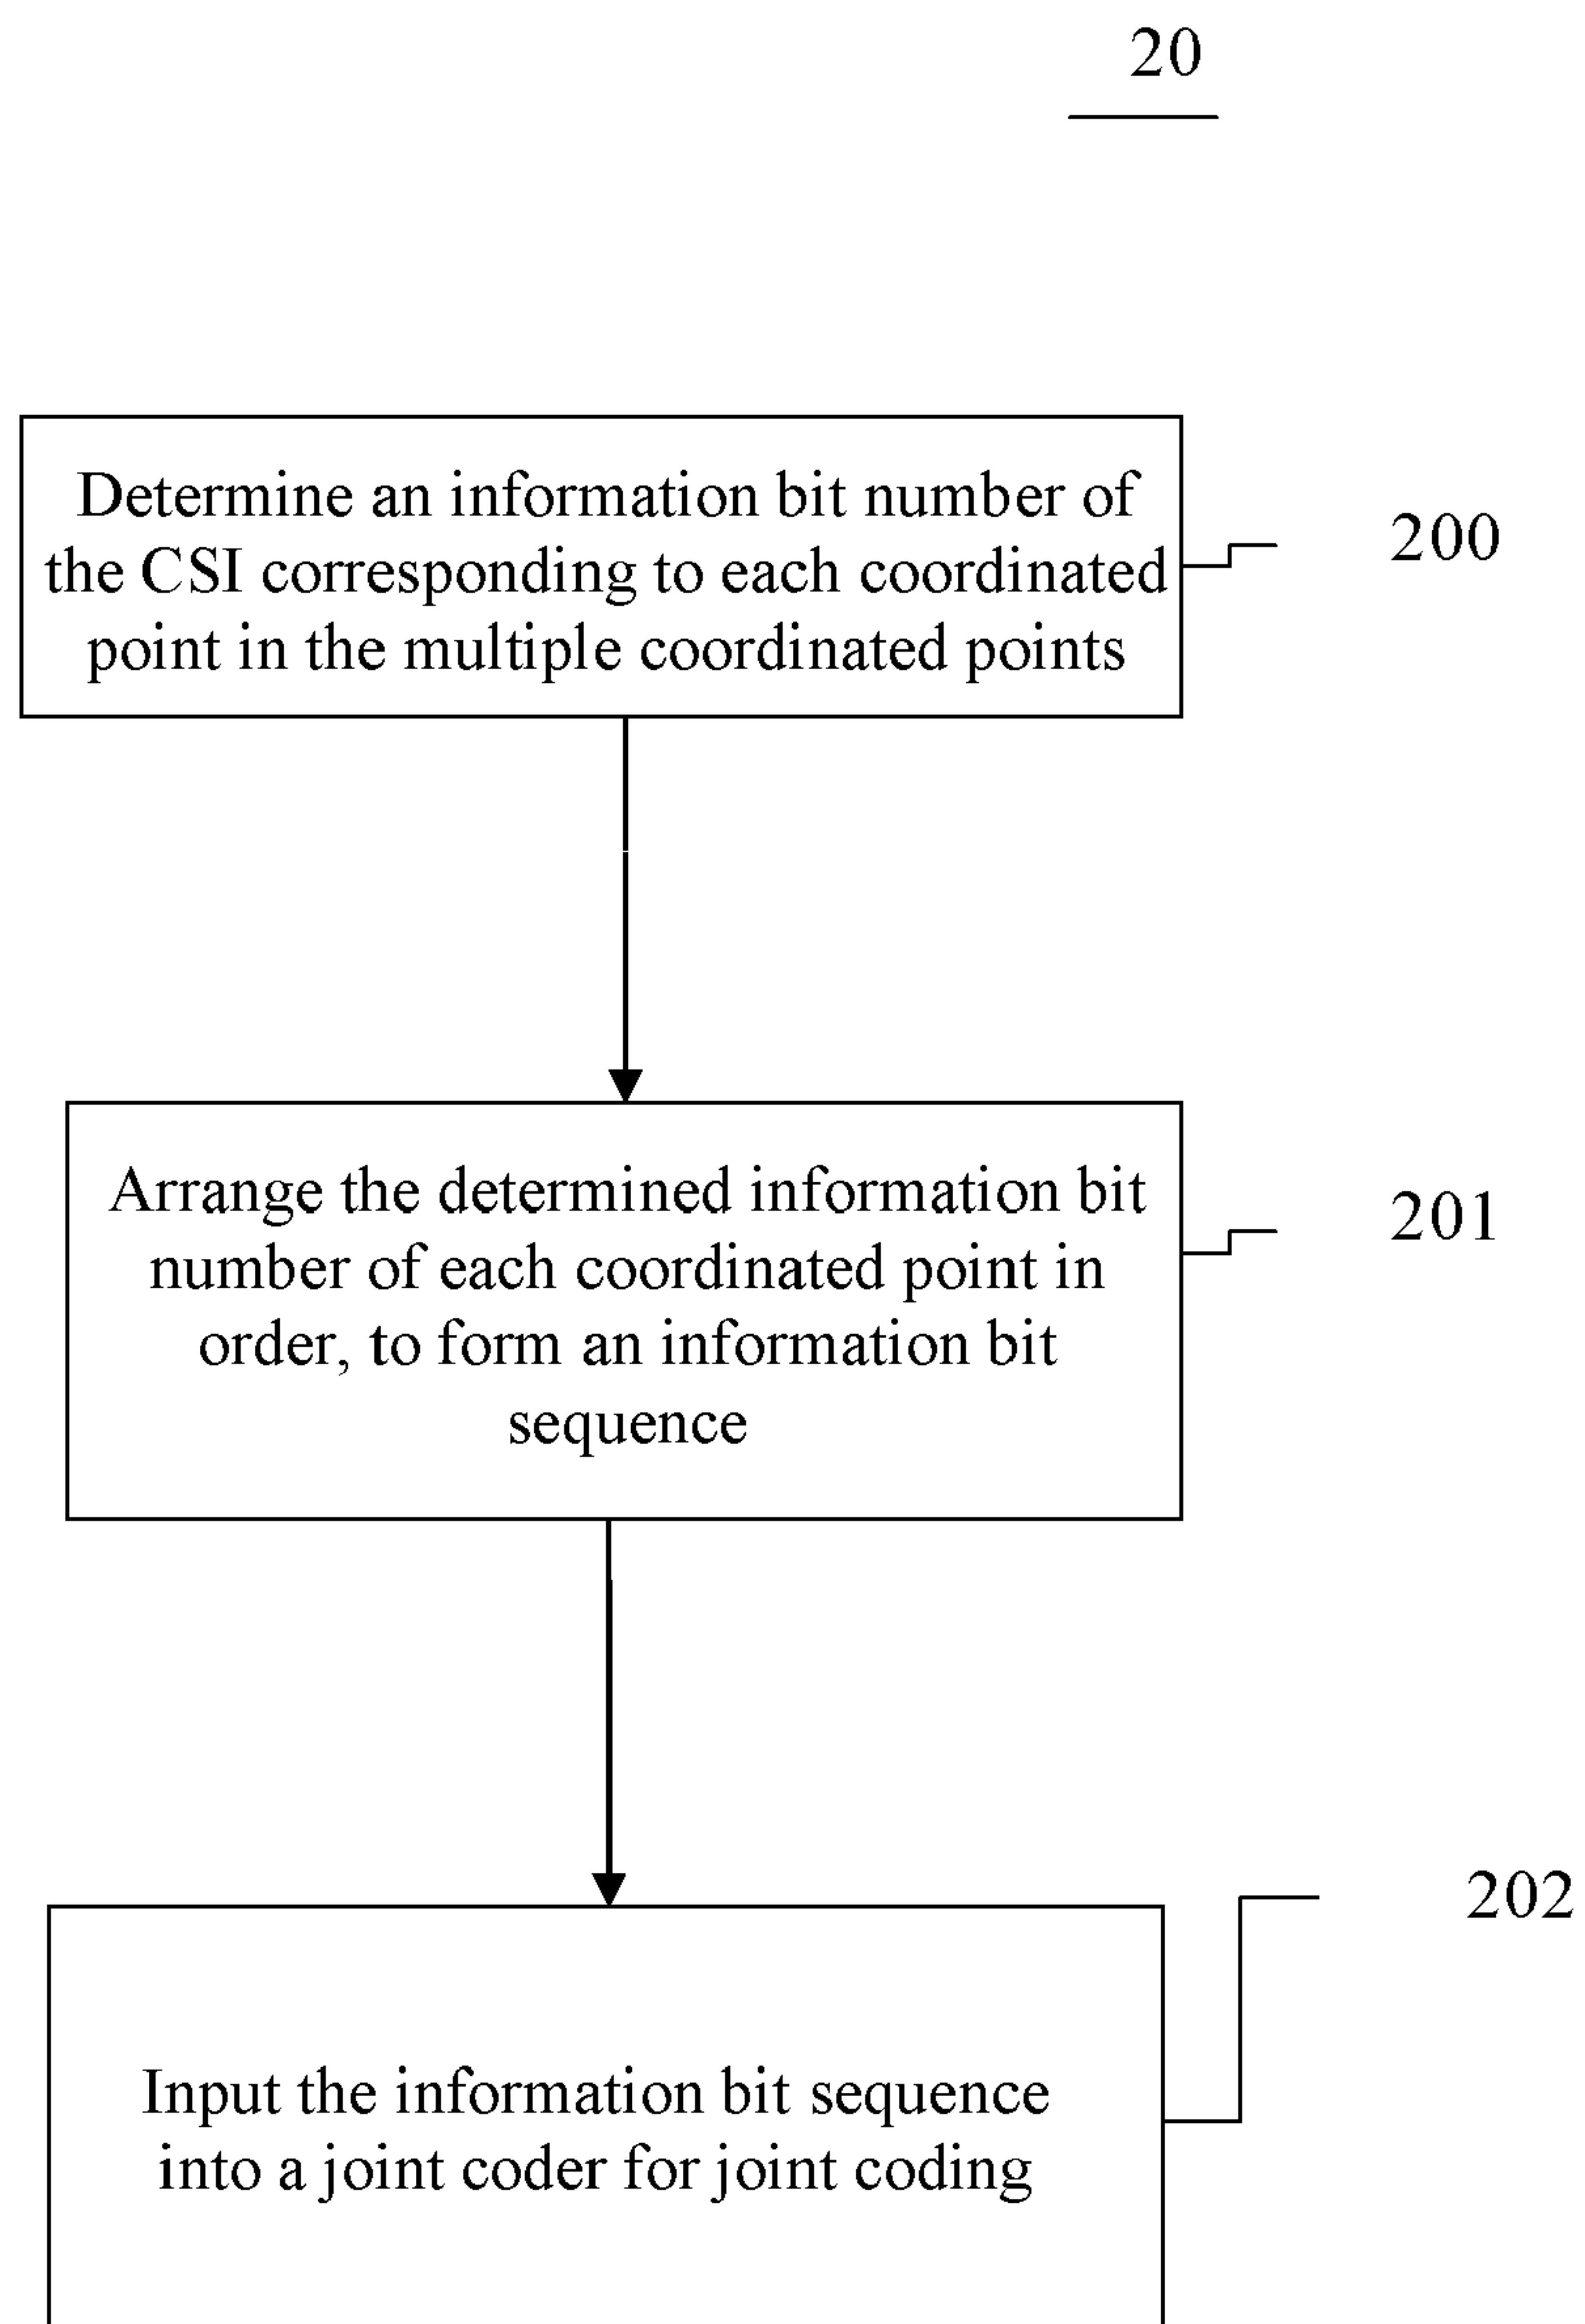 20
Determine an information bit number of
the CSI corresponding to each coordinated
point in the multiple coordinated points
200
Arrange the determined information bit
number of each coordinated point in
order, to form an information bit
sequence
201
202
Input the information bit sequence
into a joint coder for joint coding